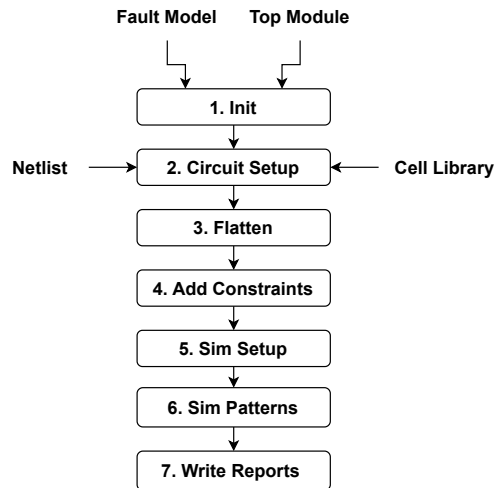 Fault Model
Top Module
1. Init
Netlist
2. Circuit Setup
Cell Library
3. Flatten
4. Add Constraints
5. Sim Setup
6. Sim Patterns
7. Write Reports